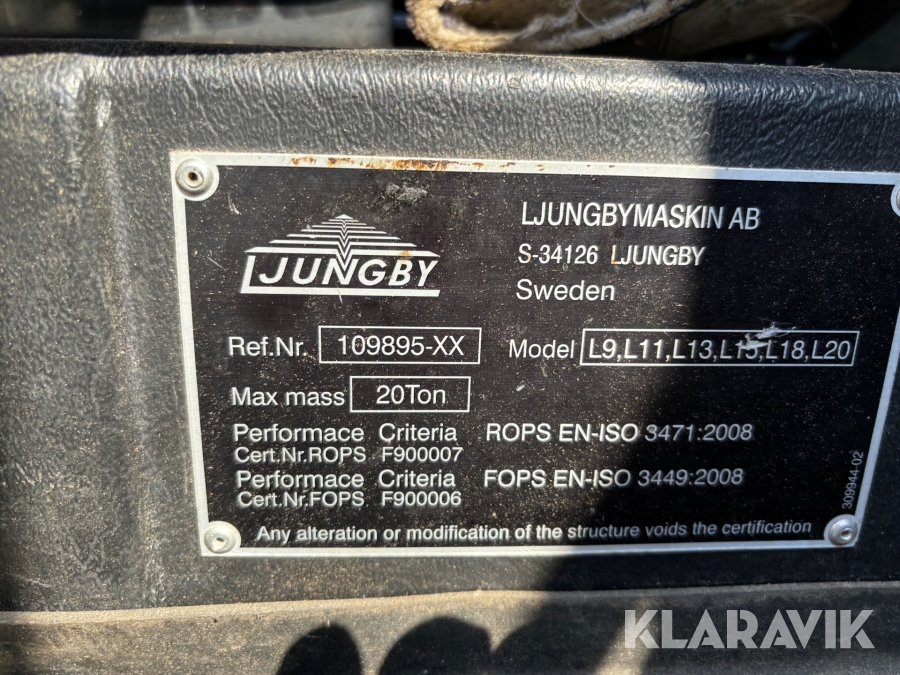 LJUNGBY
LJUNGBYMASKIN AB
S-34126 LJUNGBY
Sweden
Ref.Nr. 109895-XX Model L9,L11,L13,L15,L18,L20
Max mass 20Ton
Performace Criteria ROPS EN-ISO 3471:2008
Cert.Nr.ROPS F900007
Performace Criteria FOPS EN-ISO 3449:2008
Cert.Nr.FOPS F900006
Any alteration or modification of the structure voids the certification
309944-02
KLARAVIK